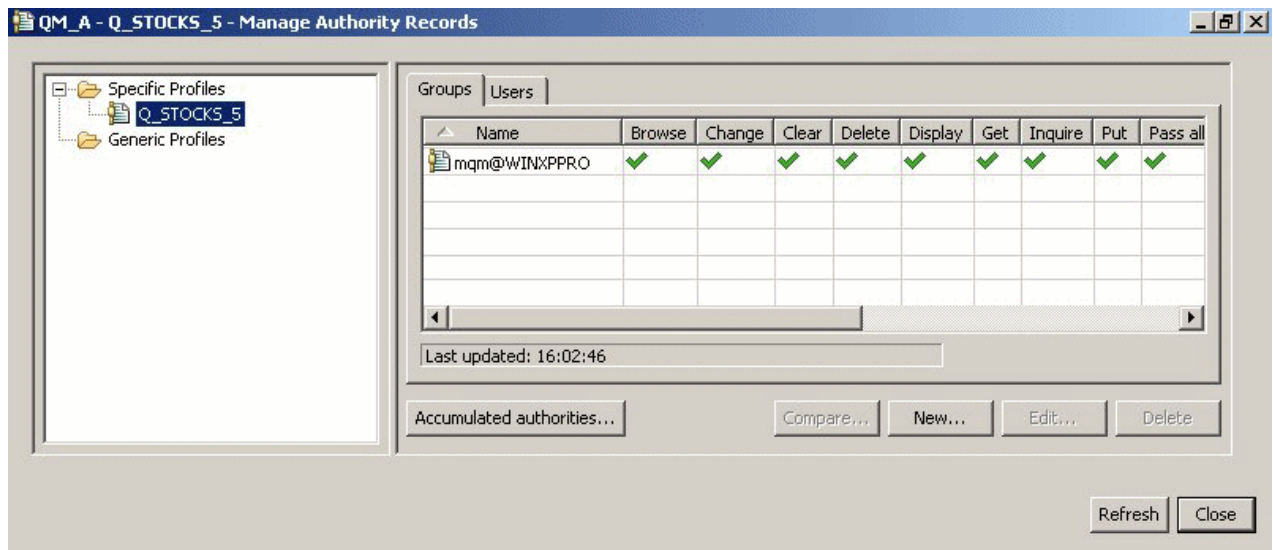 QM_A - Q_STOCKS_5 - Manage Authority Records
Specific Profiles
Q_STOCKS_5
Generic Profiles
Groups Users
Name Browse Change Clear Delete Display Get Inquire Put Pass all
mqm@WINXPPRO
Last updated: 16:02:46
Accumulated authorities... Compare... New... Edit... Delete
Refresh Close